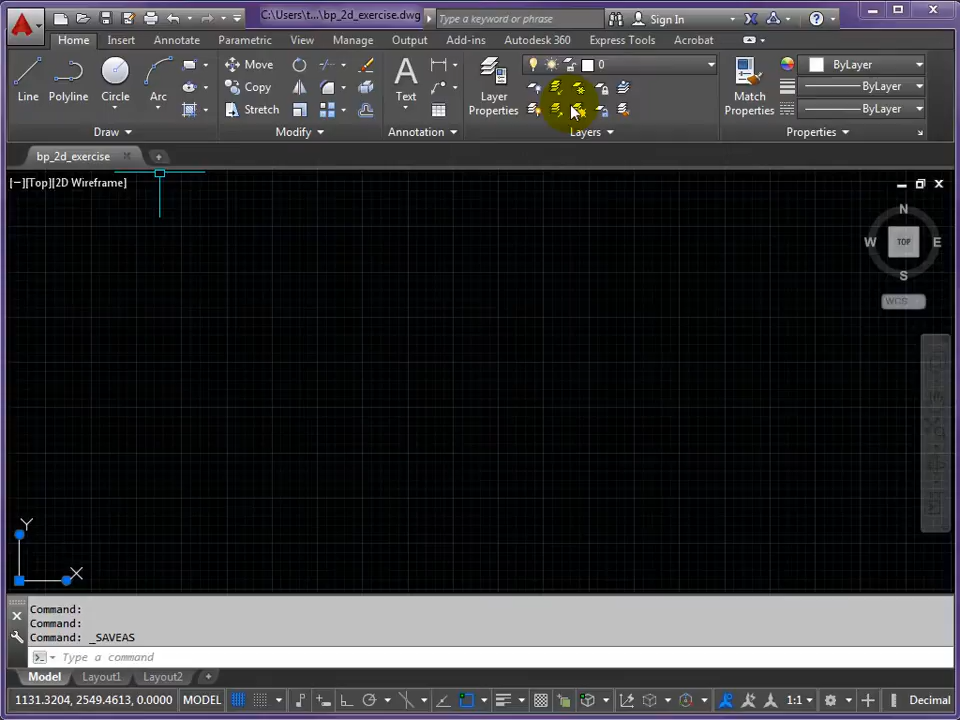 C:\Users\t...\bp_2d_exercise.dwg
Type a keyword or phrase
Sign In
Home Insert Annotate Parametric View Manage Output Add-ins Autodesk 360 Express Tools Acrobat
Line Polyline Circle Arc
Move
Copy
Stretch
Text
Layer Properties
0
Match Properties
ByLayer
ByLayer
ByLayer
Draw Modify Annotation Layers Properties
bp_2d_exercise
[−][Top][2D Wireframe]
N
W TOP E
S
WCS
Y
X
Command:
Command:
Command: _SAVEAS
Type a command
Model Layout1 Layout2
1131.3204, 2549.4613, 0.0000 MODEL 1:1 Decimal